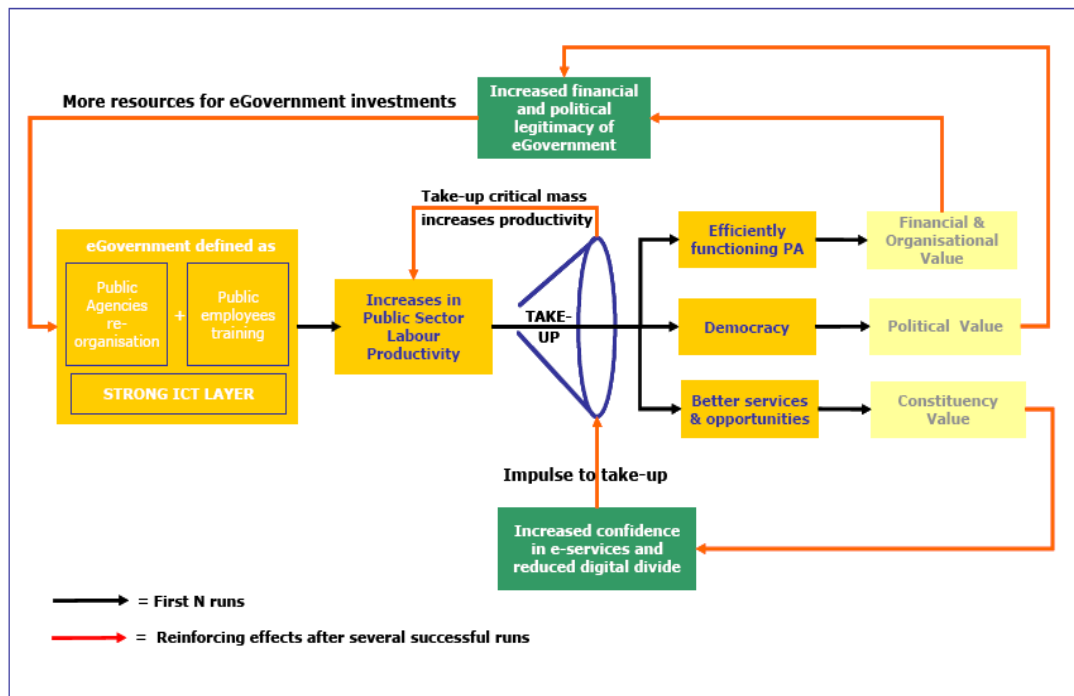 More resources for eGovernment investments
Increased financial
and political
legitimacy of
eGovernment
Take-up critical mass
increases productivity
eGovernment defined as
Public
Agencies
re-
organisation
+
Public
employees
training
STRONG ICT LAYER
Increases in
Public Sector
Labour
Productivity
TAKE-
UP
Efficiently
functioning PA
Financial &
Organisational
Value
Democracy
Political Value
Better services
& opportunities
Constituency
Value
Impulse to take-up
Increased confidence
in e-services and
reduced digital divide
= First N runs
= Reinforcing effects after several successful runs